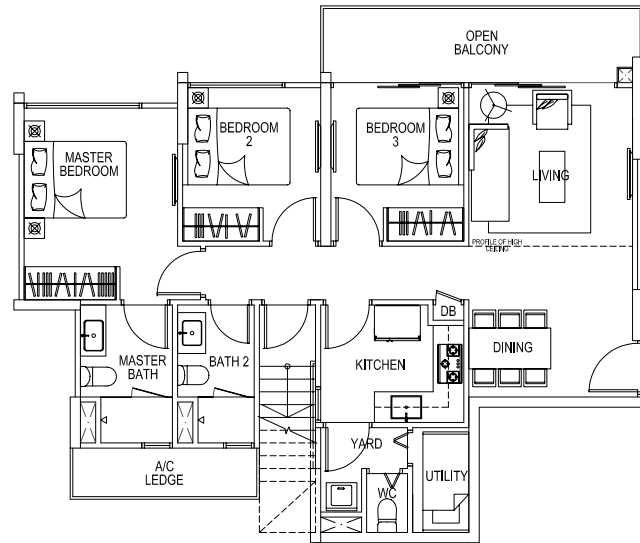 OPEN
BALCONY
BEDROOM
2
BEDROOM
3
MASTER
BEDROOM
LIVING
PROFILE OF HIGH
CEILING
DB
DINING
MASTER
BATH
BATH 2
KITCHEN
YARD
A/C
LEDGE
WC
UTILITY